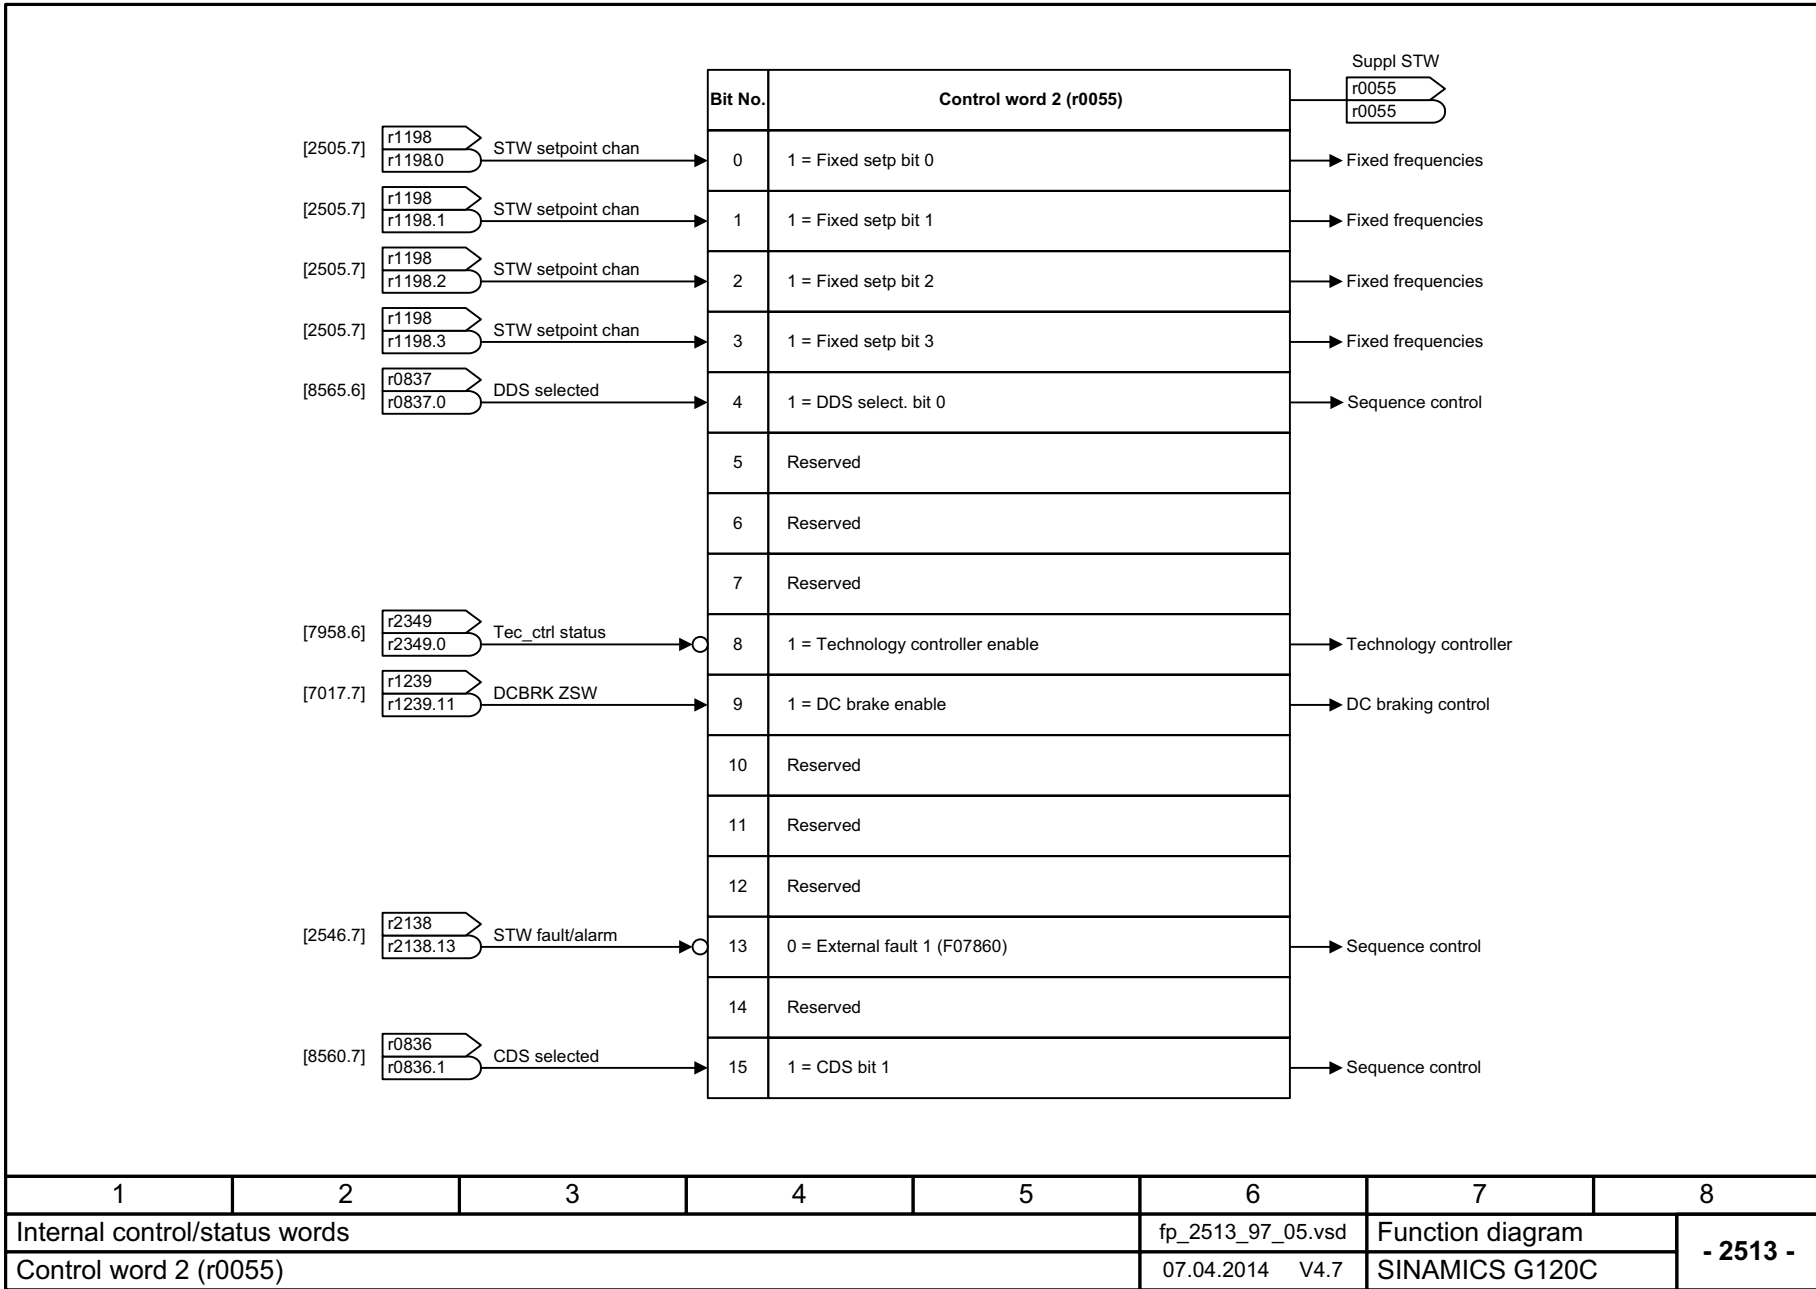 Suppl STW
r0055
r0055
Bit No. Control word 2 (r0055)
[2505.7] r1198 r1198.0 STW setpoint chan 0 1 = Fixed setp bit 0 Fixed frequencies
[2505.7] r1198 r1198.1 STW setpoint chan 1 1 = Fixed setp bit 1 Fixed frequencies
[2505.7] r1198 r1198.2 STW setpoint chan 2 1 = Fixed setp bit 2 Fixed frequencies
[2505.7] r1198 r1198.3 STW setpoint chan 3 1 = Fixed setp bit 3 Fixed frequencies
[8565.6] r0837 r0837.0 DDS selected 4 1 = DDS select. bit 0 Sequence control
5 Reserved
6 Reserved
7 Reserved
[7958.6] r2349 r2349.0 Tec_ctrl status 8 1 = Technology controller enable Technology controller
[7017.7] r1239 r1239.11 DCBRK ZSW 9 1 = DC brake enable DC braking control
10 Reserved
11 Reserved
12 Reserved
[2546.7] r2138 r2138.13 STW fault/alarm 13 0 = External fault 1 (F07860) Sequence control
14 Reserved
[8560.7] r0836 r0836.1 CDS selected 15 1 = CDS bit 1 Sequence control
1 2 3 4 5 6 7 8
Internal control/status words fp_2513_97_05.vsd Function diagram - 2513 -
Control word 2 (r0055) 07.04.2014 V4.7 SINAMICS G120C